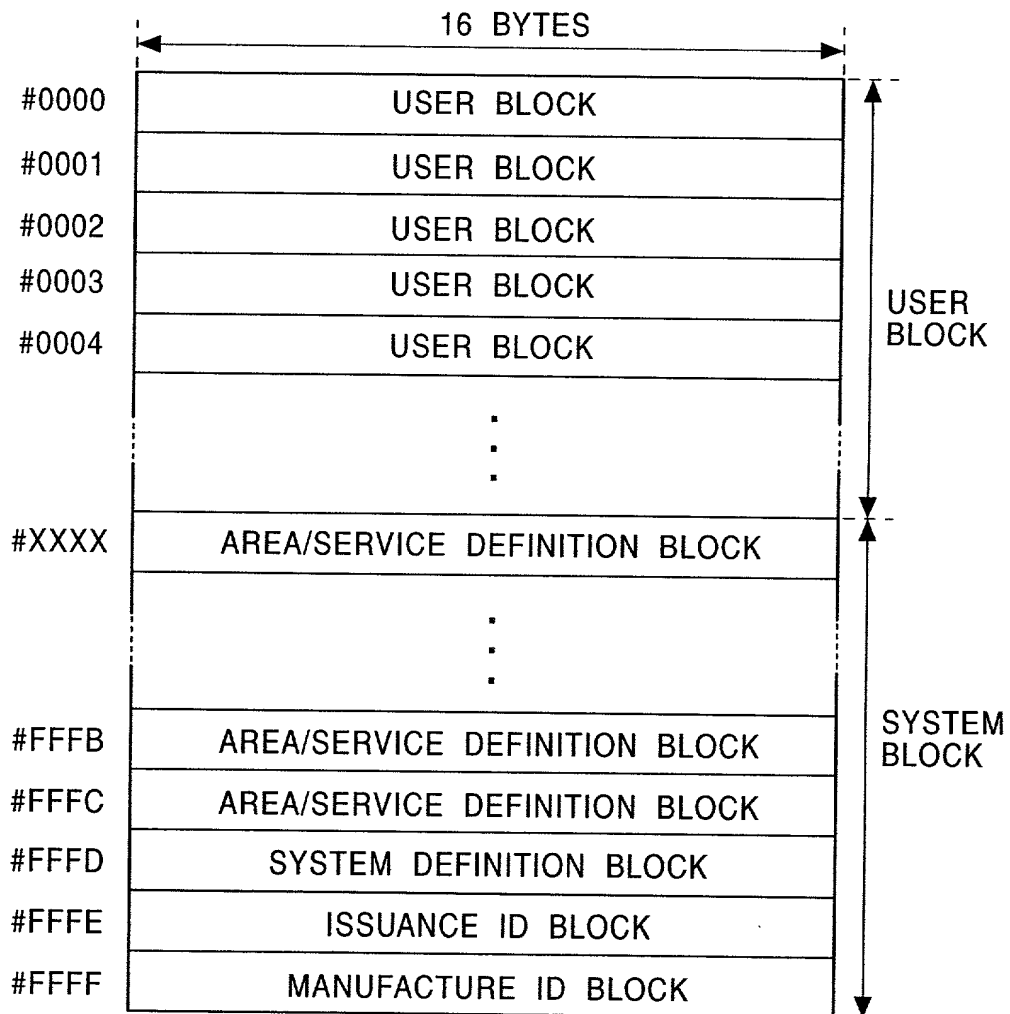 16 BYTES
#0000 USER BLOCK
#0001 USER BLOCK
#0002 USER BLOCK
#0003 USER BLOCK
#0004 USER BLOCK
USER
BLOCK
#XXXX AREA/SERVICE DEFINITION BLOCK
#FFFB AREA/SERVICE DEFINITION BLOCK
SYSTEM
BLOCK
#FFFC AREA/SERVICE DEFINITION BLOCK
#FFFD SYSTEM DEFINITION BLOCK
#FFFE ISSUANCE ID BLOCK
#FFFF MANUFACTURE ID BLOCK